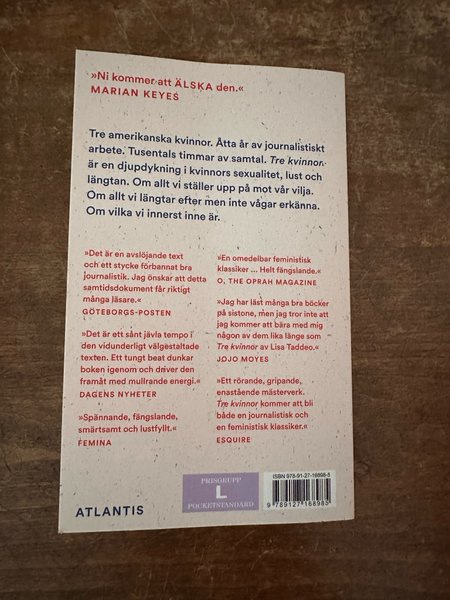 »Ni kommer att ÄLSKA den.«
MARIAN KEYES
Tre amerikanska kvinnor. Åtta år av journalistiskt
arbete. Tusentals timmar av samtal. Tre kvinnor
är en djupdykning i kvinnors sexualitet, lust och
längtan. Om allt vi ställer upp på mot vår vilja.
Om allt vi längtar efter men inte vågar erkänna.
Om vilka vi innerst inne är.
»Det är en avslöjande text
och ett stycke förbannat bra
journalistik. Jag önskar att detta
samtidsdokument får riktigt
många läsare.«
GÖTEBORGS-POSTEN
»Det är ett sånt jävla tempo i
den vidunderligt välgestaltade
texten. Ett tungt beat dunkar
boken igenom och driver den
framåt med mullrande energi.«
DAGENS NYHETER
»Spännande, fängslande,
smärtsamt och lustfyllt.«
FEMINA
»En omedelbar feministisk
klassiker ... Helt fängslande.«
O, THE OPRAH MAGAZINE
»Jag har läst många bra böcker
på sistone, men jag tror inte att
jag kommer att bära med mig
någon av dem lika länge som
Tre kvinnor av Lisa Taddeo.«
JOJO MOYES
»Ett rörande, gripande,
enastående mästerverk.
Tre kvinnor kommer att bli
både en journalistisk och
en feministisk klassiker.«
ESQUIRE
ATLANTIS
PRISGRUPP
L
POCKETSTANDARD
ISBN 978-91-27-16898-5
9 789127 168985